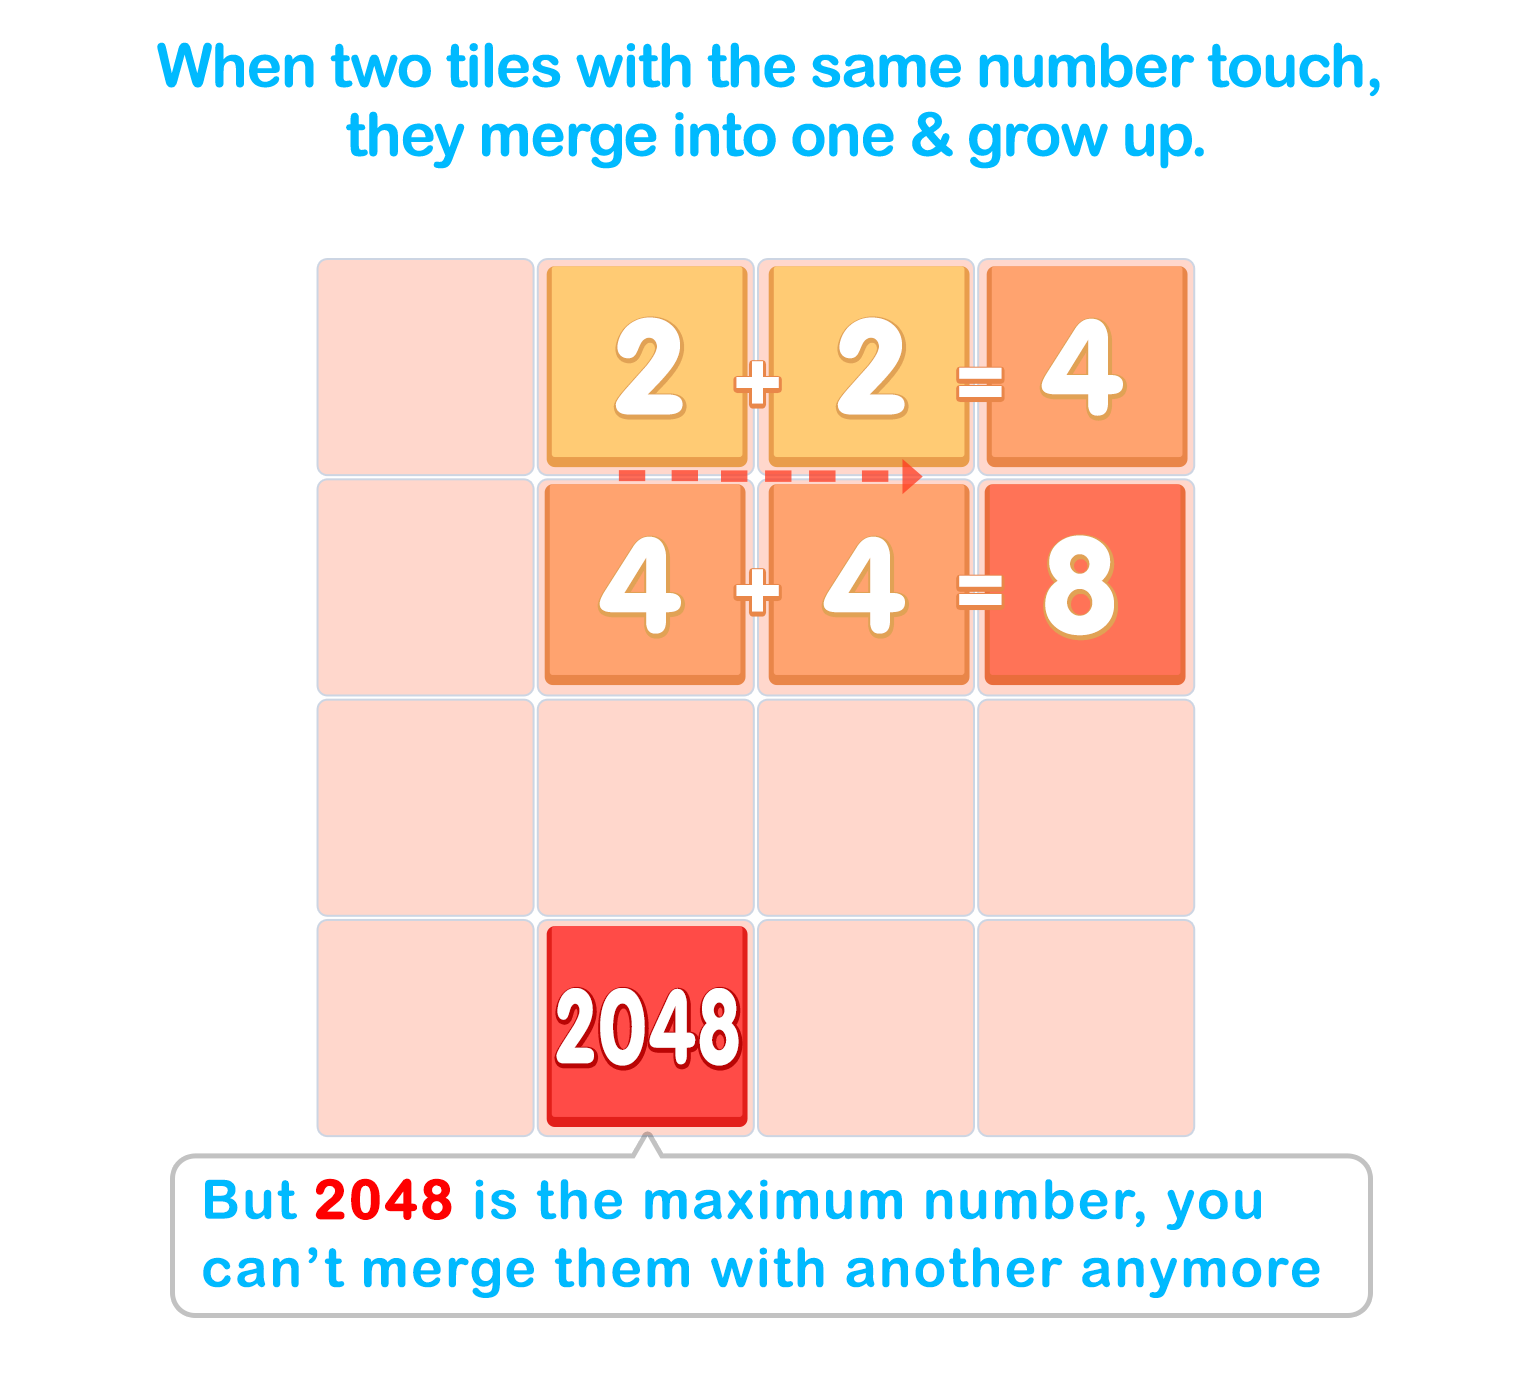 When two tiles with the same number touch,
they merge into one & grow up.
2 + 2 = 4
4 + 4 = 8
2048
But 2048 is the maximum number, you
can’t merge them with another anymore